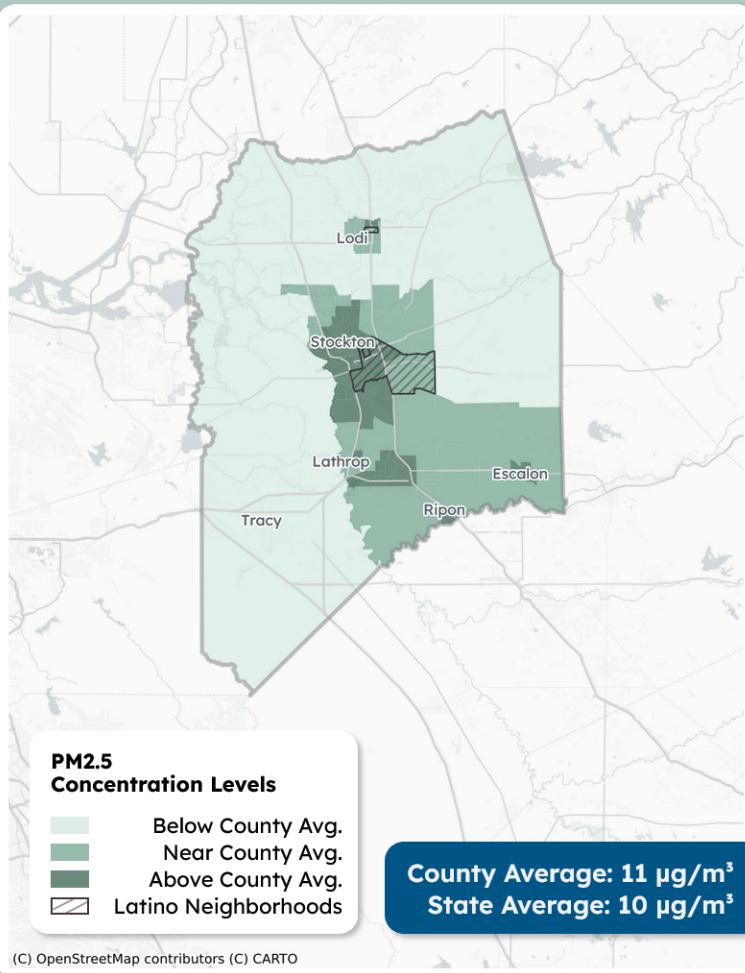 Lodi
Stockton
Lathrop
Escalon
Ripon
Tracy
PM2.5
Concentration Levels
Below County Avg.
Near County Avg.
Above County Avg.
Latino Neighborhoods
County Average: 11 µg/m³
State Average: 10 µg/m³
(C) OpenStreetMap contributors (C) CARTO